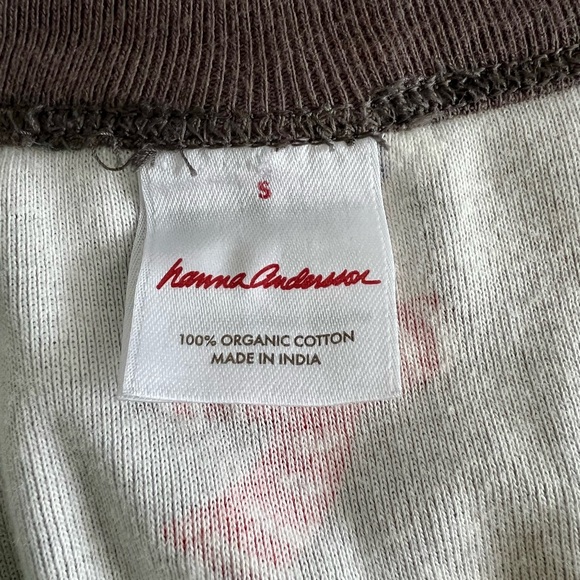 S
hanna andersson
100% ORGANIC COTTON
MADE IN INDIA